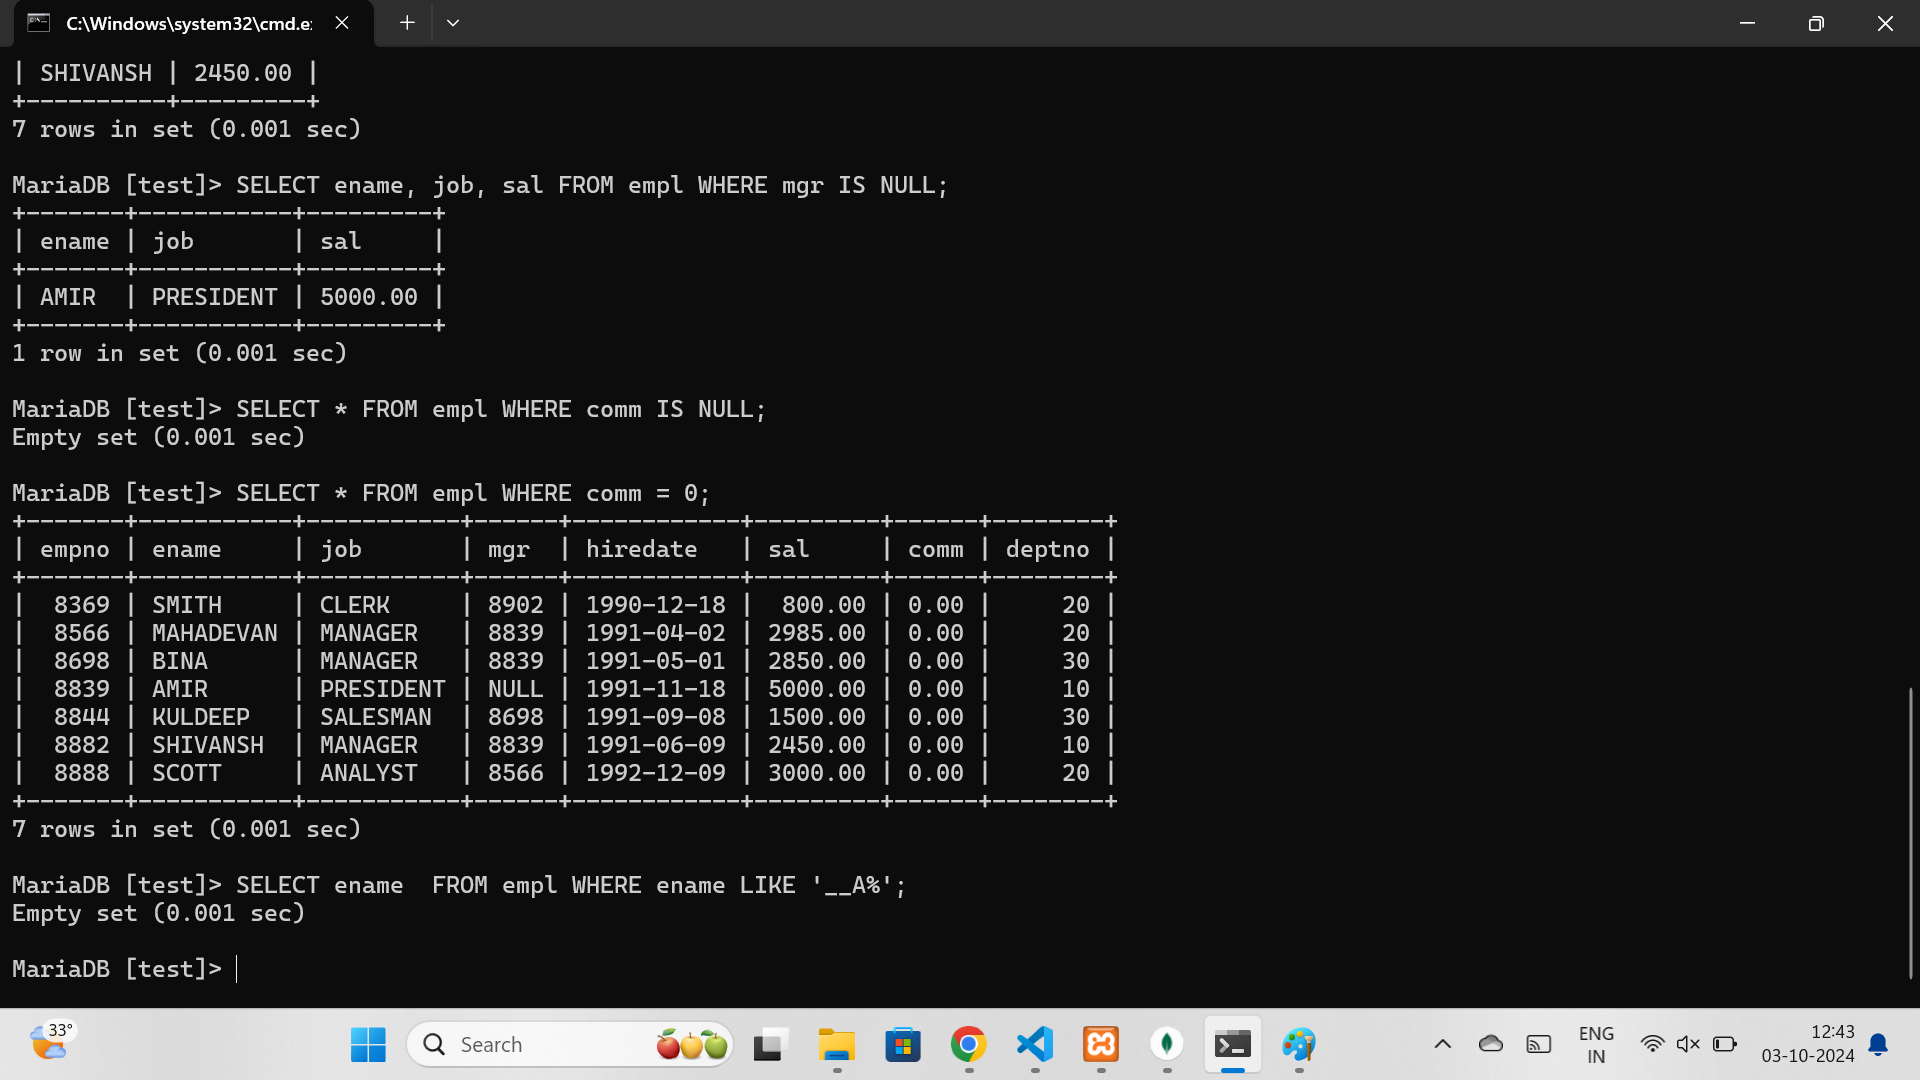 C:\Windows\system32\cmd.e
| SHIVANSH | 2450.00 |
+----------+---------+
7 rows in set (0.001 sec)
MariaDB [test]> SELECT ename, job, sal FROM empl WHERE mgr IS NULL;
+-------+-----------+---------+
| ename | job       | sal     |
+-------+-----------+---------+
| AMIR  | PRESIDENT | 5000.00 |
+-------+-----------+---------+
1 row in set (0.001 sec)
MariaDB [test]> SELECT * FROM empl WHERE comm IS NULL;
Empty set (0.001 sec)
MariaDB [test]> SELECT * FROM empl WHERE comm = 0;
+-------+-----------+-----------+------+------------+---------+------+--------+
| empno | ename     | job       | mgr  | hiredate   | sal     | comm | deptno |
+-------+-----------+-----------+------+------------+---------+------+--------+
|  8369 | SMITH     | CLERK     | 8902 | 1990-12-18 |  800.00 | 0.00 |     20 |
|  8566 | MAHADEVAN | MANAGER   | 8839 | 1991-04-02 | 2985.00 | 0.00 |     20 |
|  8698 | BINA      | MANAGER   | 8839 | 1991-05-01 | 2850.00 | 0.00 |     30 |
|  8839 | AMIR      | PRESIDENT | NULL | 1991-11-18 | 5000.00 | 0.00 |     10 |
|  8844 | KULDEEP   | SALESMAN  | 8698 | 1991-09-08 | 1500.00 | 0.00 |     30 |
|  8882 | SHIVANSH  | MANAGER   | 8839 | 1991-06-09 | 2450.00 | 0.00 |     10 |
|  8888 | SCOTT     | ANALYST   | 8566 | 1992-12-09 | 3000.00 | 0.00 |     20 |
+-------+-----------+-----------+------+------------+---------+------+--------+
7 rows in set (0.001 sec)
MariaDB [test]> SELECT ename  FROM empl WHERE ename LIKE '__A%';
Empty set (0.001 sec)
MariaDB [test]>
33°
Search
ENG
IN
12:43
03-10-2024